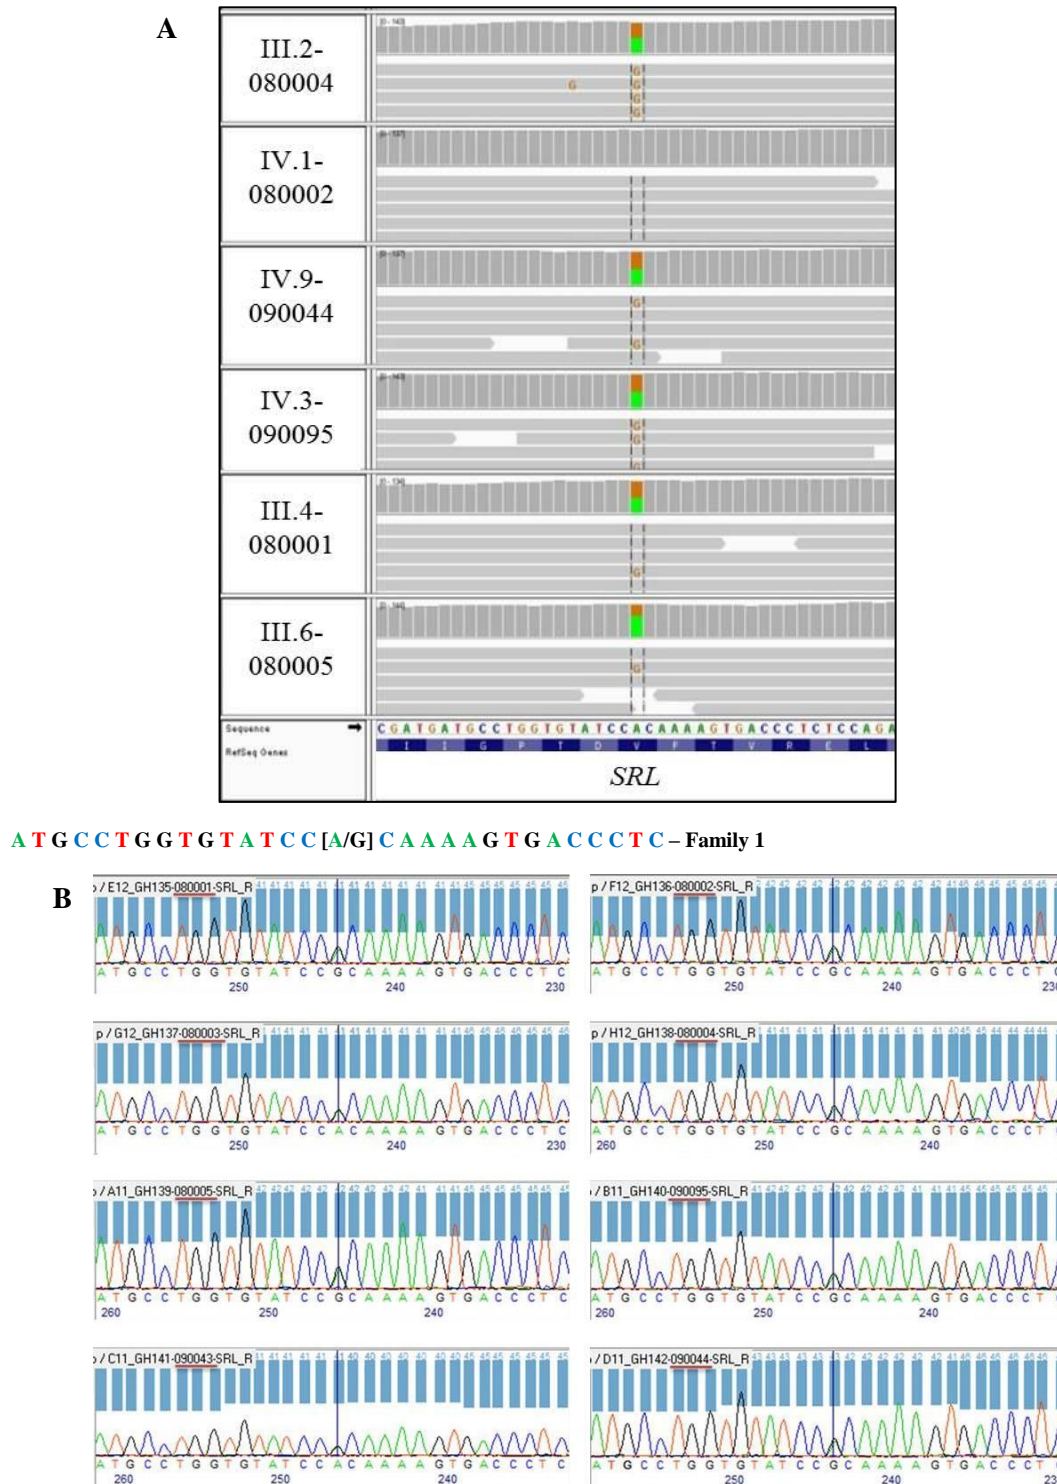 A
III.2-
080004
G
G G
G
G
IV.1-
080002
IV.9-
090044
G
G
IV.3-
090095
G
G
G
III.4-
080001
G
III.6-
080005
G
Sequence
CGATGATGCCTGGTGTATCCACAAAAGTGACCCTCTCCAGA
RefSeq Genes
I I G P T D V F T V R E L
SRL
A T G C C T G G T G T A T C C [A/G] C A A A A G T G A C C C T C – Family 1
B
/ E12_GH135-080001-SRL_R
A T G C C T G G T G T A T C C G C A A A A G T G A C C C T C
250 240 230
p / F12_GH136-080002-SRL_R
A T G C C T G G T G T A T C C G C A A A A G T G A C C C T
250 240
p / G12_GH137-080003-SRL_R
A T G C C T G G T G T A T C C A C A A A A G T G A C C C T C
250 240 230
p / H12_GH138-080004-SRL_R
A T G C C T G G T G T A T C C G C A A A A G T G A C C C T
260 250 240
/ A11_GH139-080005-SRL_R
A T G C C T G G T G T A T C C G C A A A A G T G A C C C T C
260 250 240
/ B11_GH140-090095-SRL_R
A T G C C T G G T G T A T C C G C A A A A G T G A C C C T
260 250 240
/ C11_GH141-090043-SRL_R
A T G C C T G G T G T A T C C A C A A A A G T G A C C C T C
260 250 240
/ D11_GH142-090044-SRL_R
A T G C C T G G T G T A T C C G C A A A A G T G A C C C T
250 240